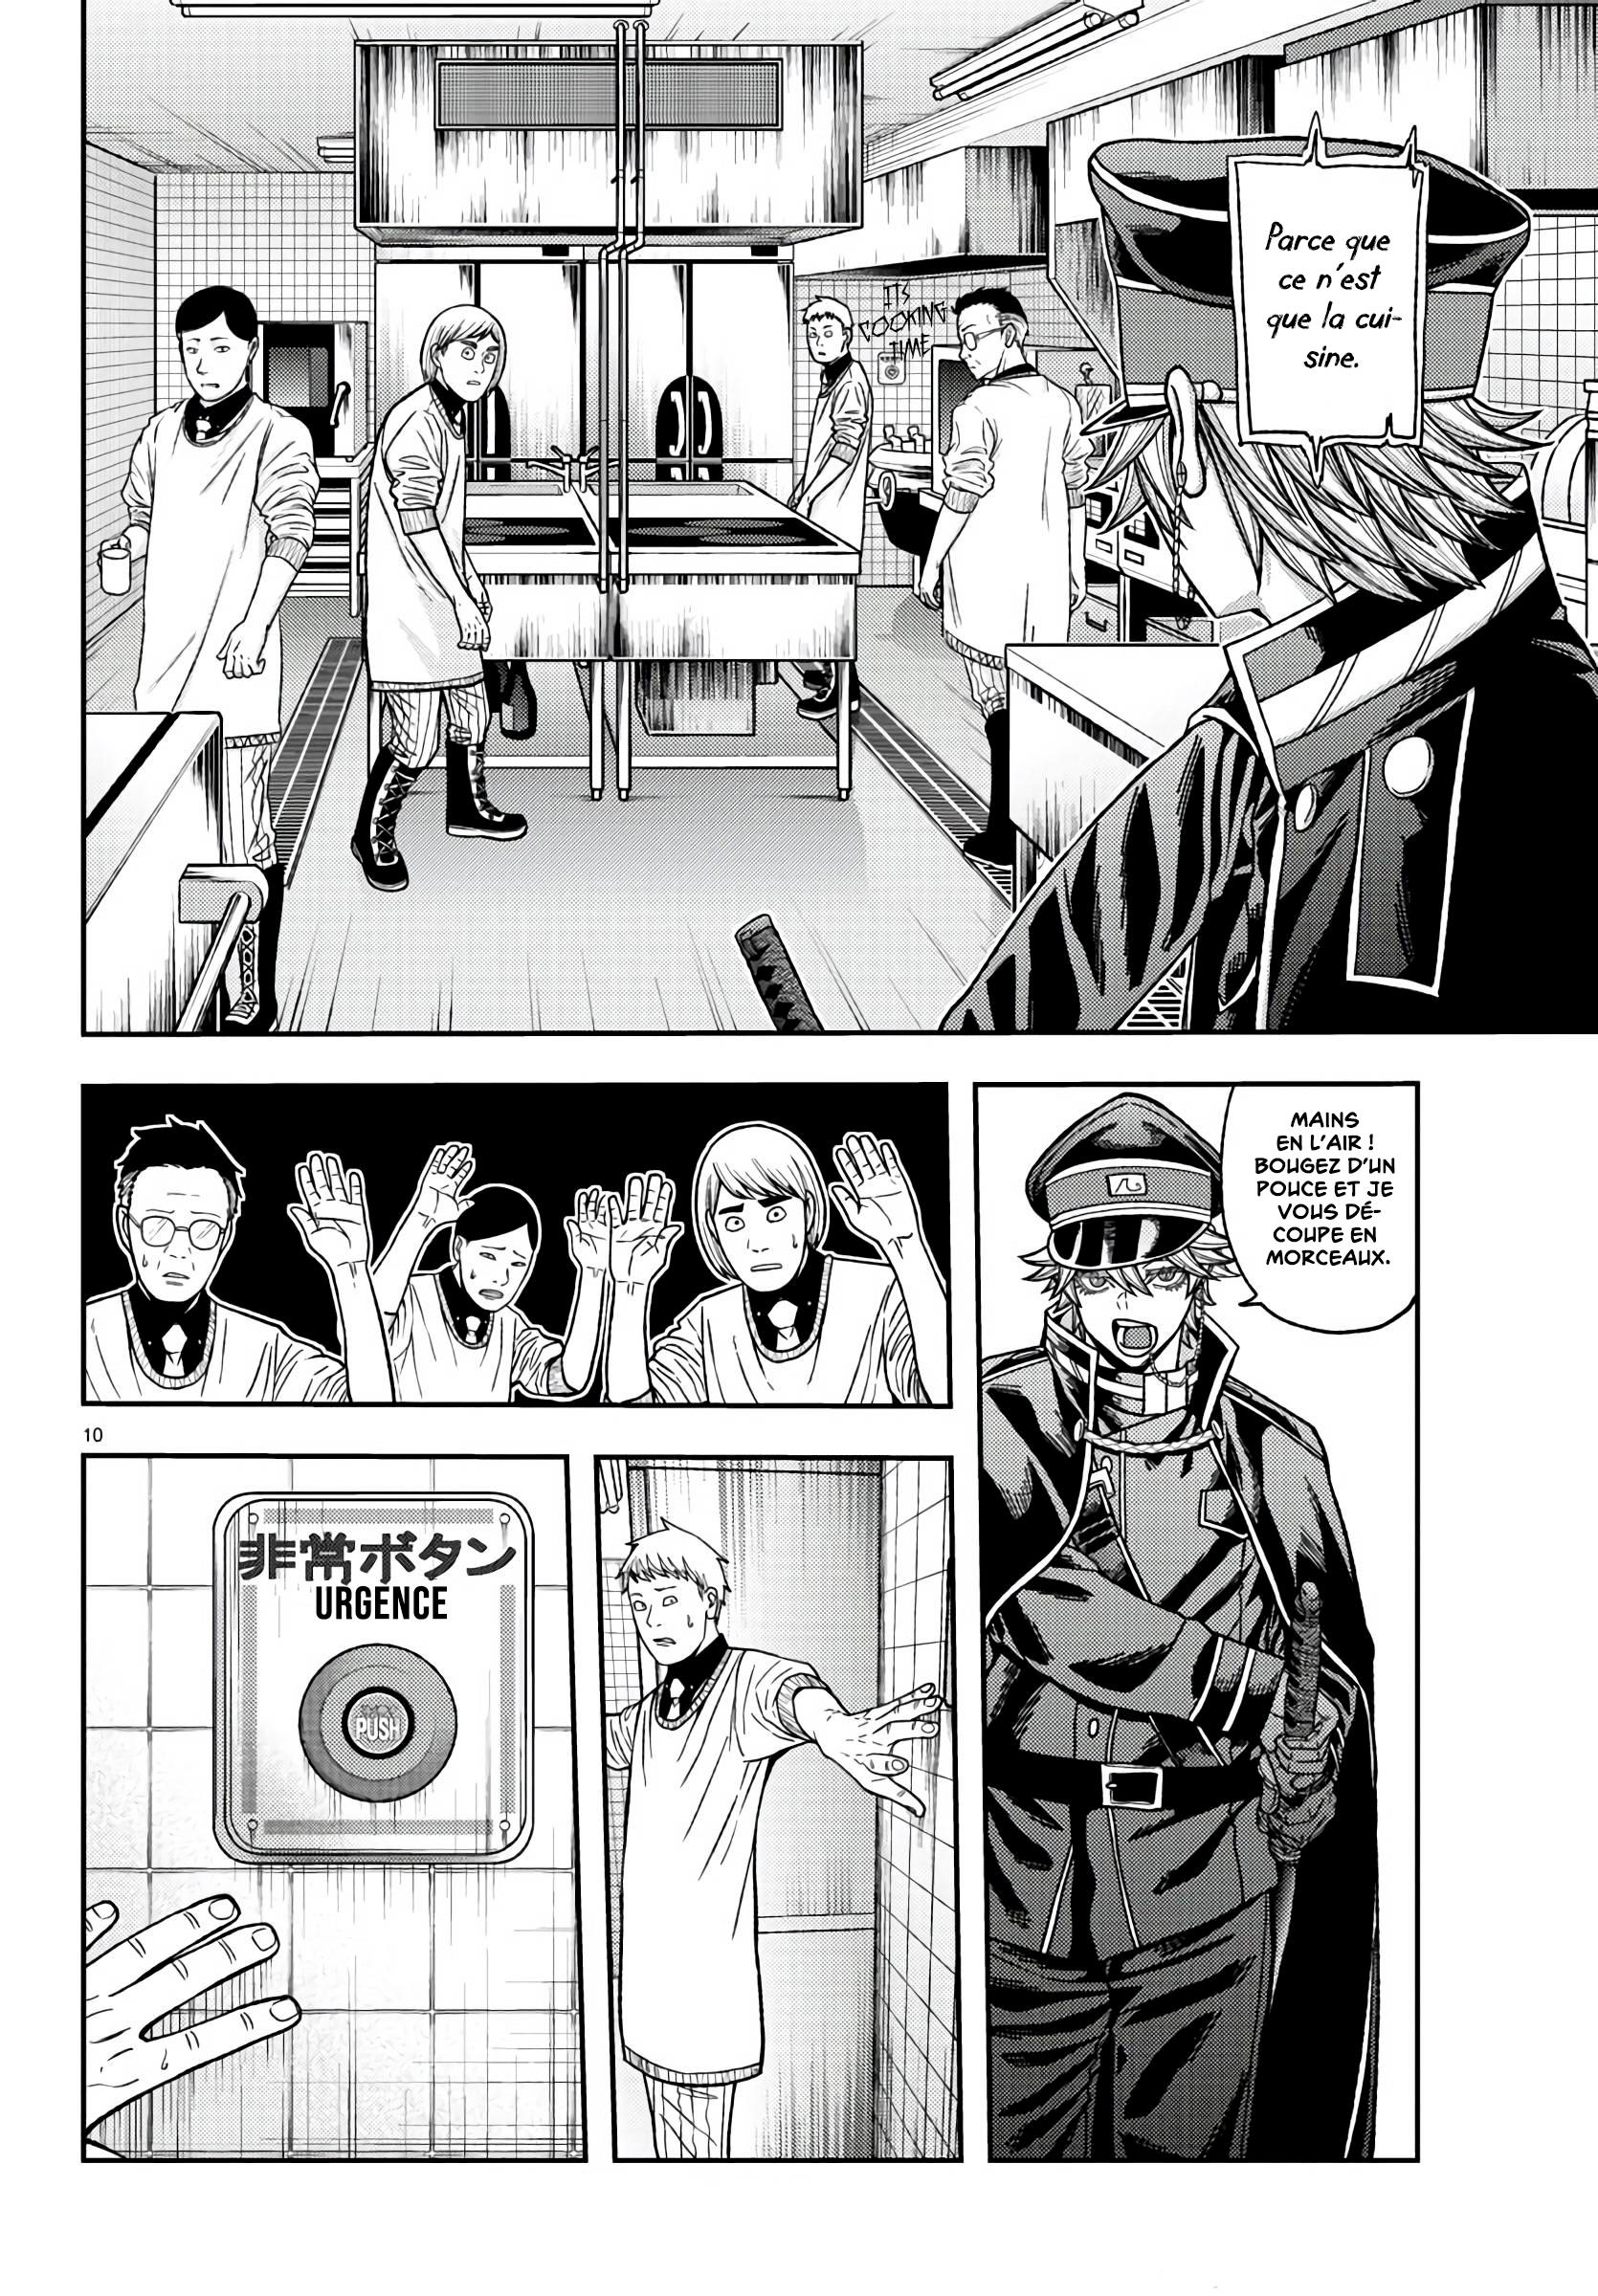 Parce que
ce n'est
que la cui-
sine.
ITS
COOKING
TIME
MAINS
EN L'AIR !
BOUGEZ D'UN
POUCE ET JE
VOUS DÉ-
COUPE EN
MORCEAUX.
10
非常ボタン
URGENCE
PUSH